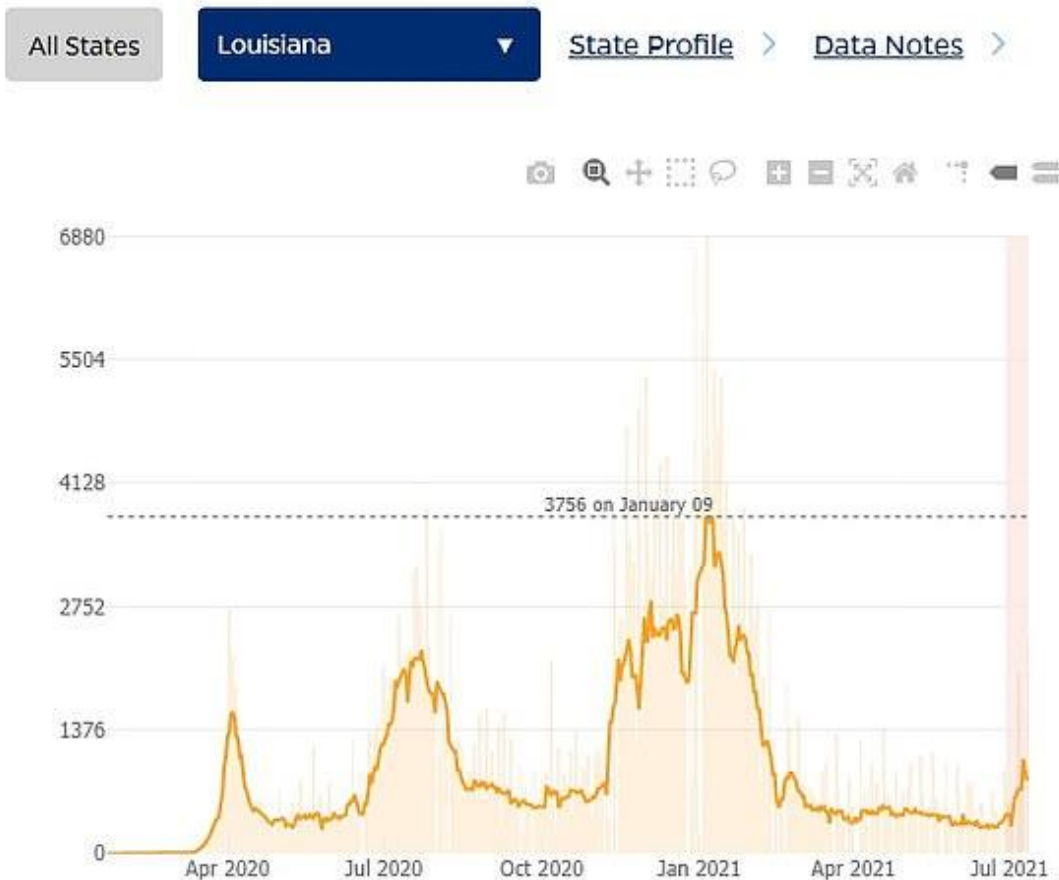 All States
Louisiana
State Profile
Data Notes
6880
5504
4128
3756 on January 09
2752
1376
0
Apr 2020
Jul 2020
Oct 2020
Jan 2021
Apr 2021
Jul 2021